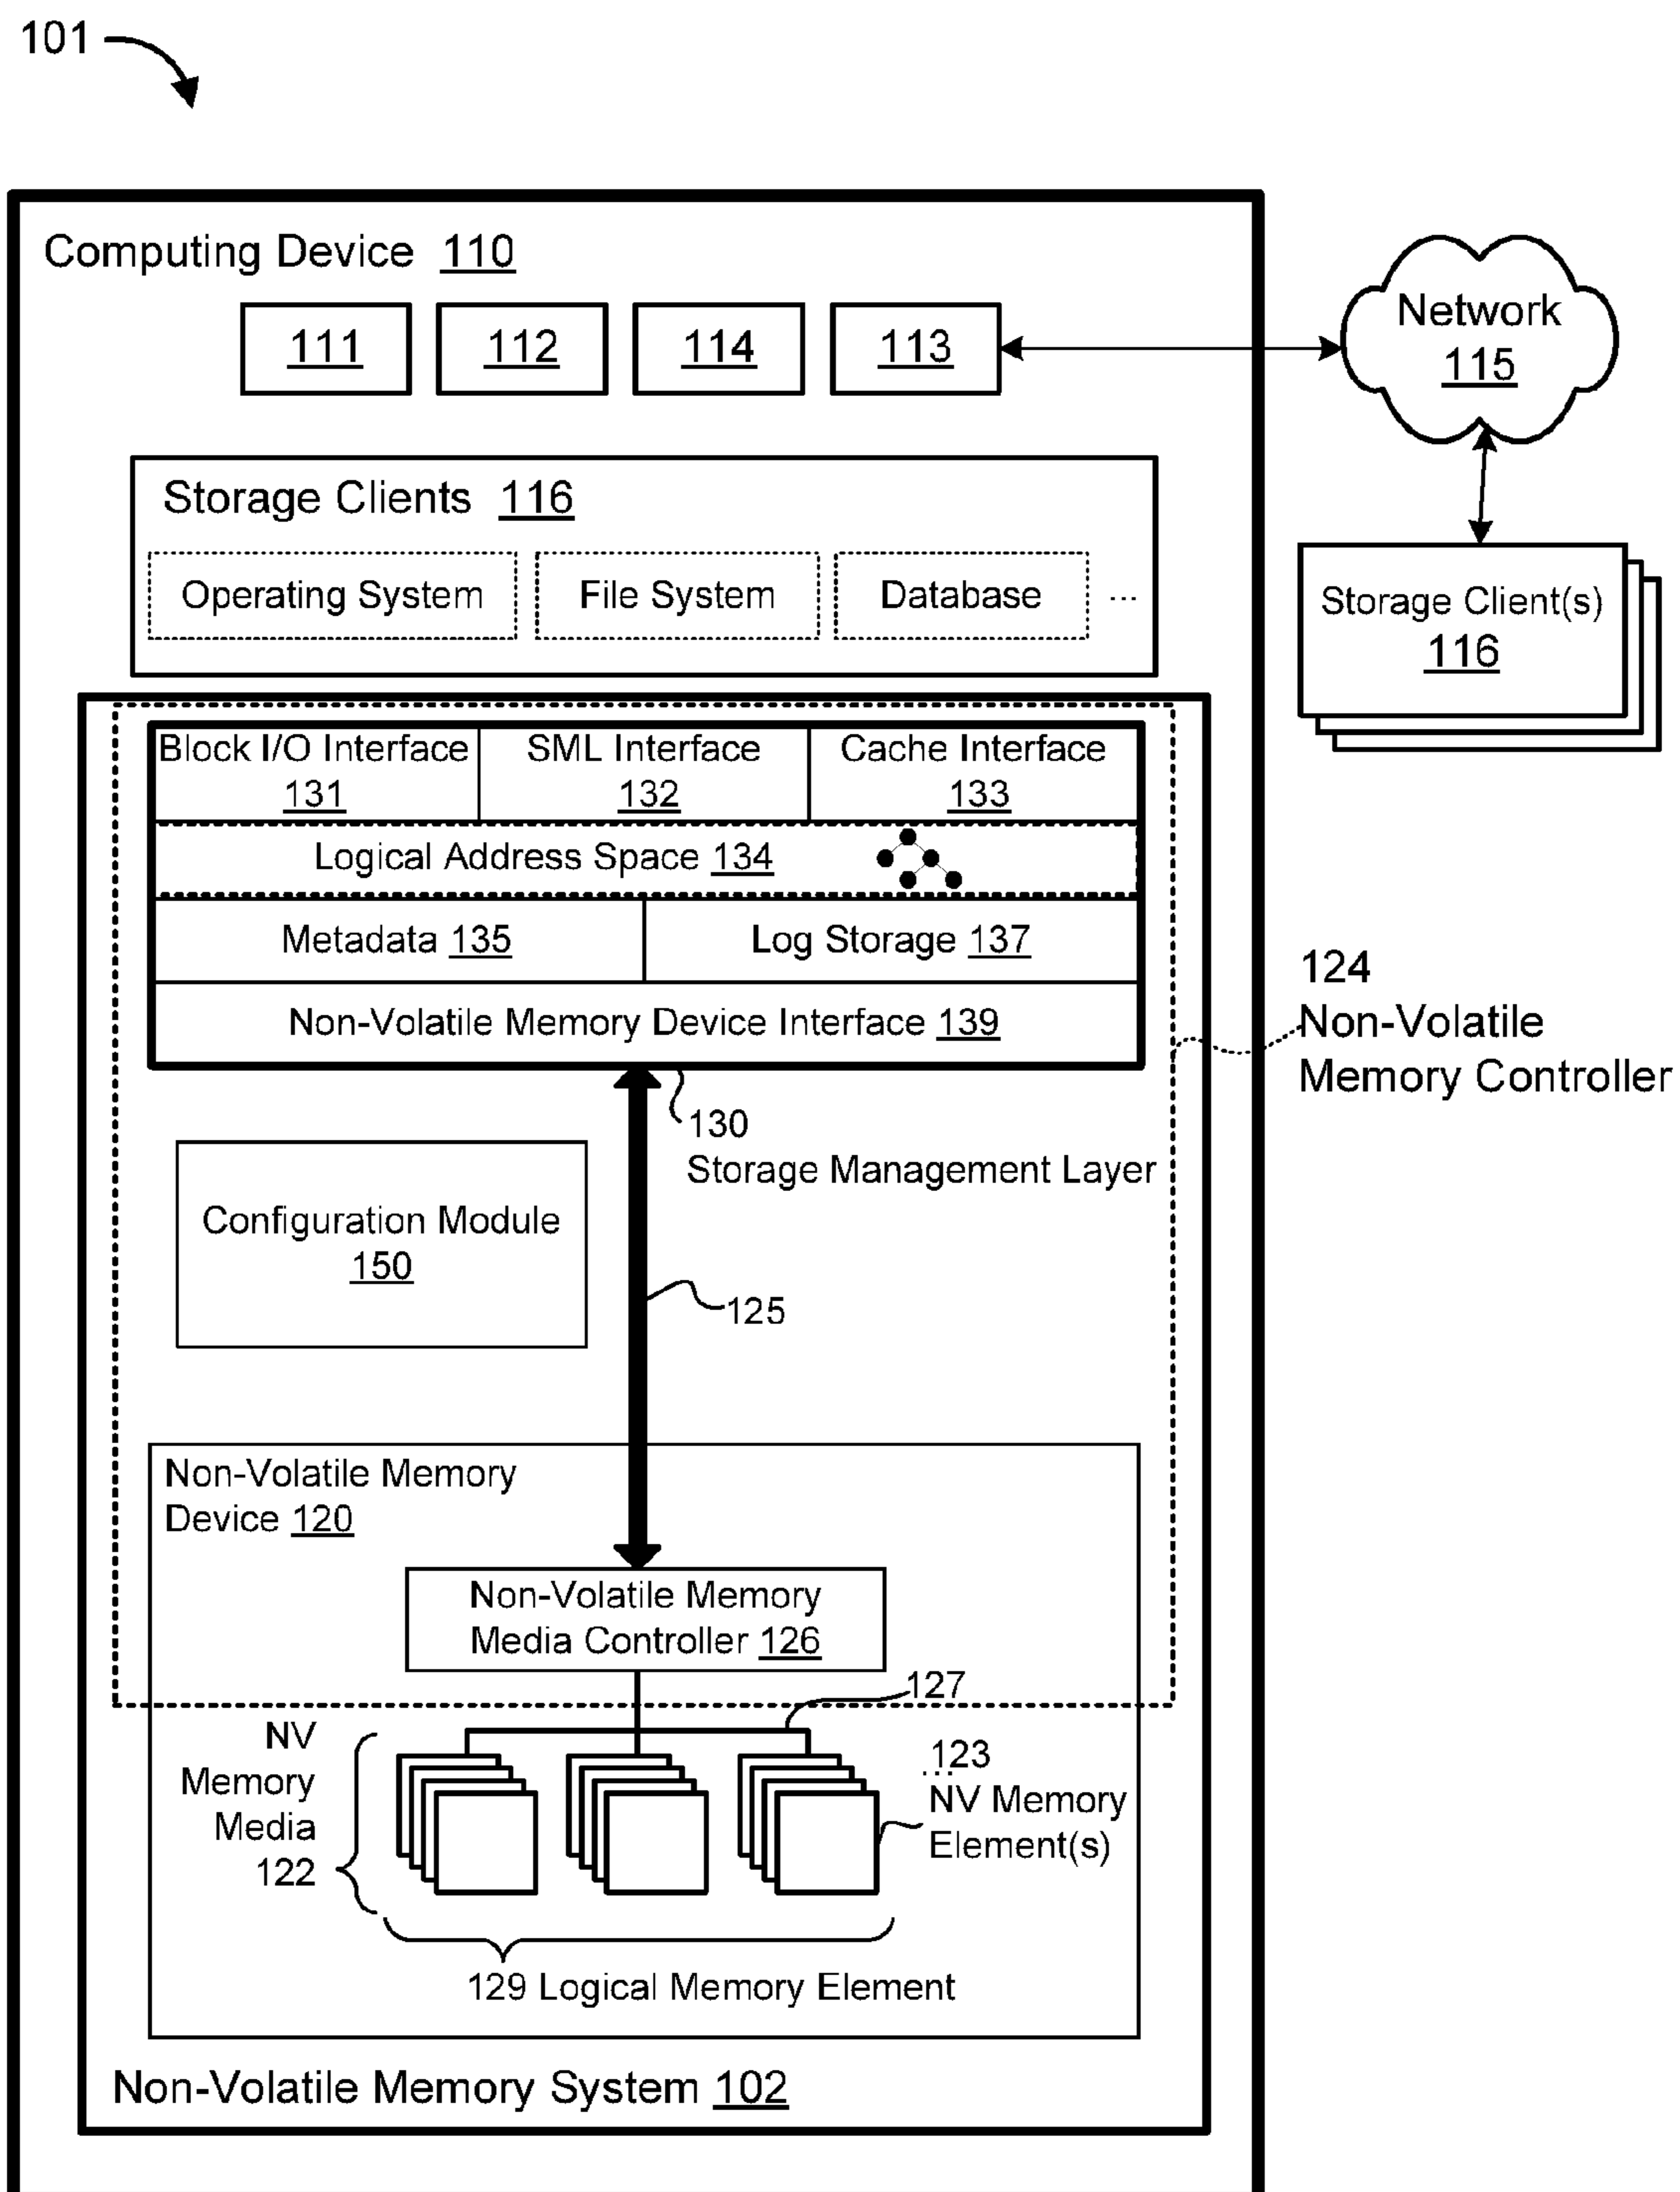 101
Computing Device 110
111
112
114
113
Network
115
Storage Clients 116
Operating System
File System
Database
...
Storage Client(s)
116
Block I/O Interface
131
SML Interface
132
Cache Interface
133
Logical Address Space 134
Metadata 135
Log Storage 137
Non-Volatile Memory Device Interface 139
124
Non-Volatile
Memory Controller
130
Storage Management Layer
Configuration Module
150
125
Non-Volatile Memory
Device 120
Non-Volatile Memory
Media Controller 126
127
NV
Memory
Media
122
...
123
NV Memory
Element(s)
129 Logical Memory Element
Non-Volatile Memory System 102